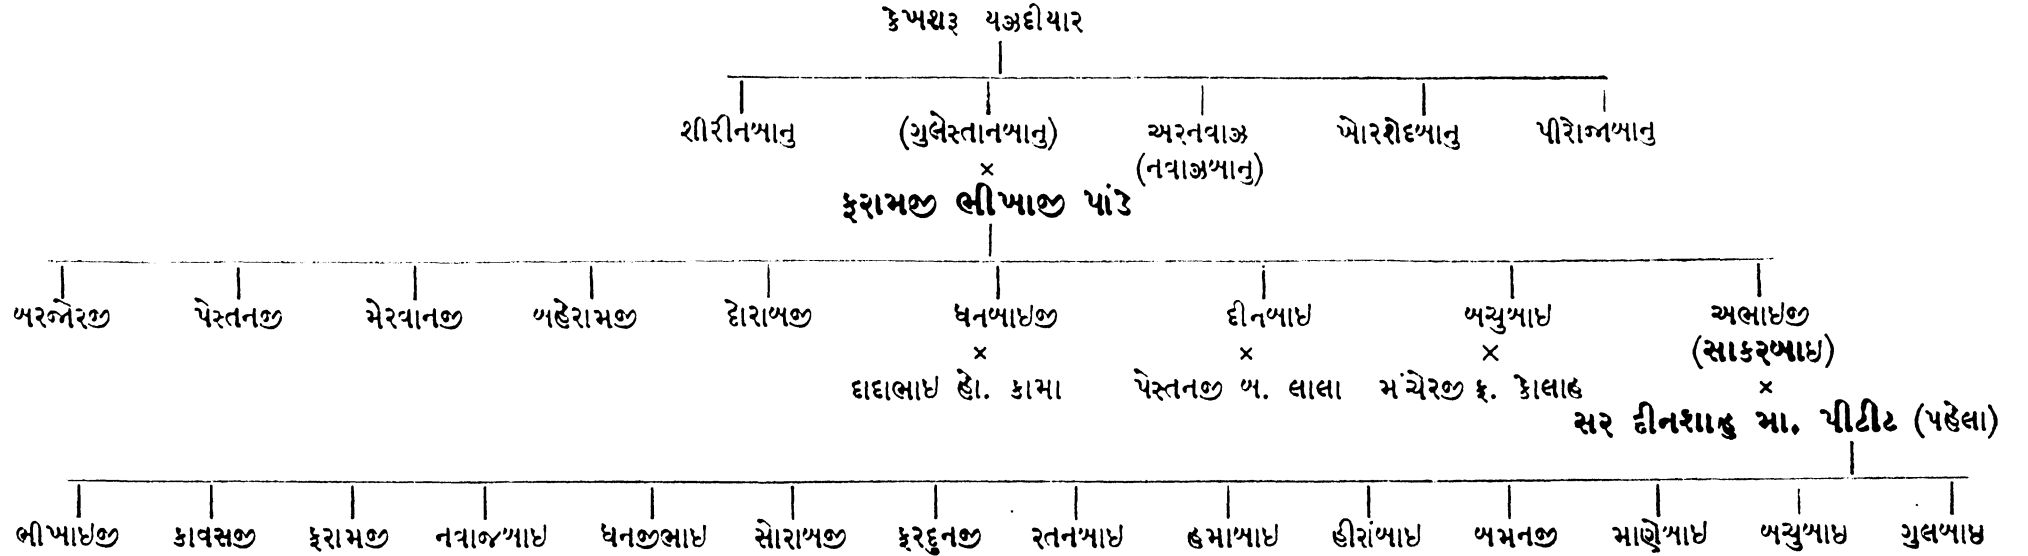 કેખશરૂ યઝદીયાર
શીરીનબાનુ (ગુલેસ્તાનબાનુ) અરનવાઝ ખોરશેદબાનુ પીરોજાબાનુ
× (નવાઝબાનુ)
ફરામજી ભીખાજી પાંડે
બરજોરજી પેસ્તનજી મેરવાનજી બહેરામજી દોરાબજી ધનબાઇજી દીનબાઇ બચુબાઇ અભાઇજી
× × × (સાકરબાઇ)
દાદાભાઇ હો. કામા પેસ્તનજી બ. લાલા મંચેરજી ફ. કોલાહ ×
સર દીનશાહ મા. પીટીટ (પહેલા)
ભીખાઇજી કાવસજી ફરામજી નવાજબાઇ ધનજીભાઇ સોરાબજી ફરદુનજી રતનબાઇ હમાબાઇ હીરાંબાઇ બમનજી માણેબાઇ બચુબાઇ ગુલબાઇ